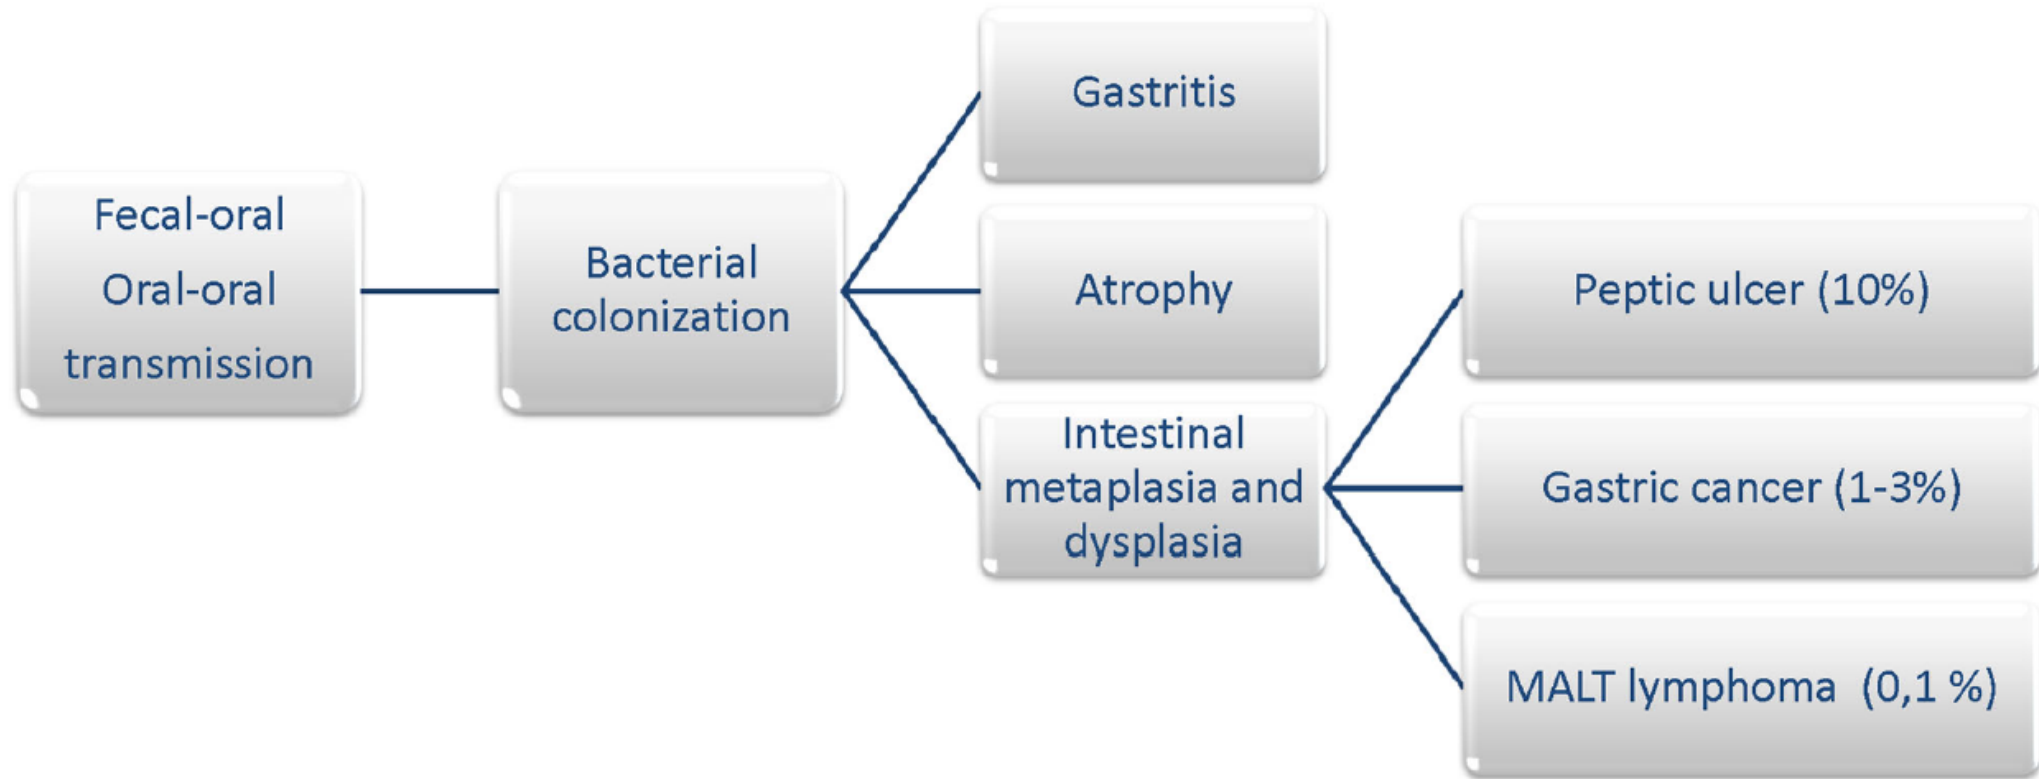 Fecal-oral
Oral-oral
transmission
Bacterial
colonization
Gastritis
Atrophy
Intestinal
metaplasia and
dysplasia
Peptic ulcer (10%)
Gastric cancer (1-3%)
MALT lymphoma  (0,1 %)